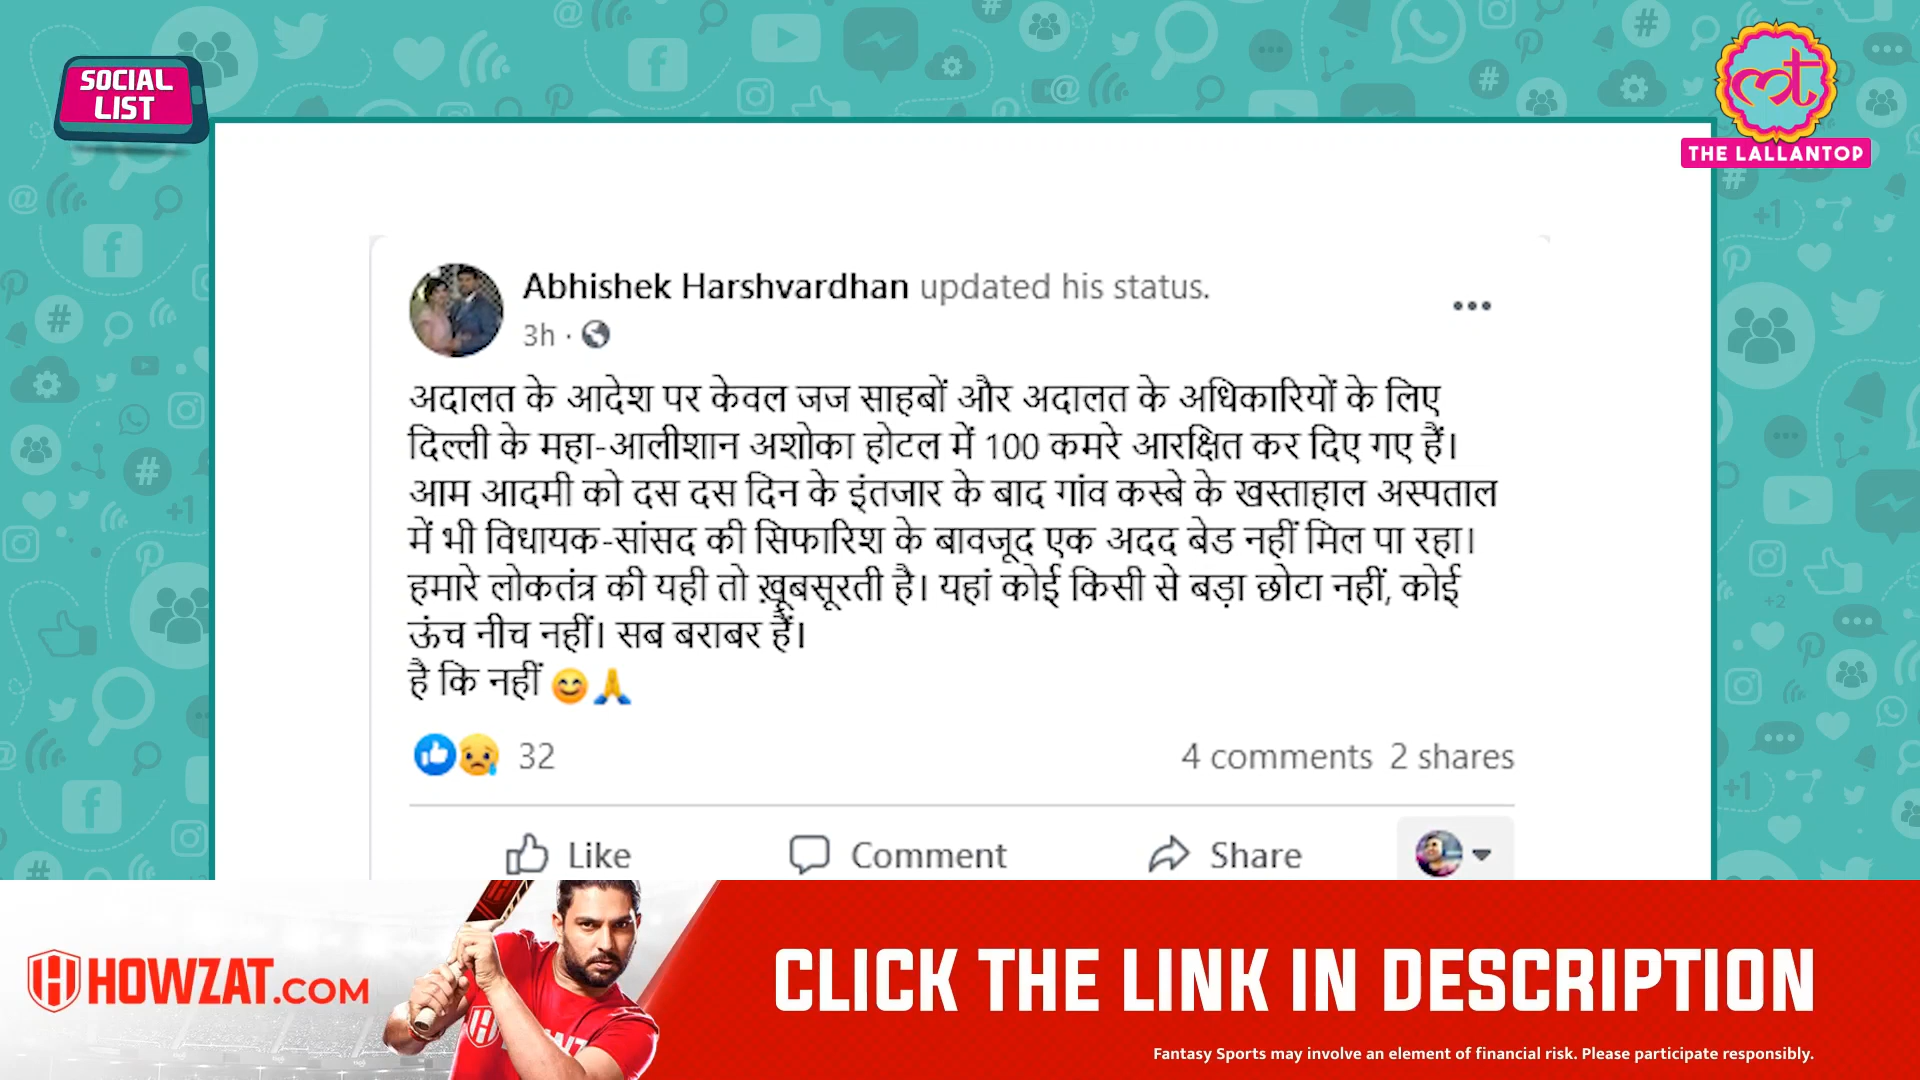 SOCIAL
LIST
THE LALLANTOP
Abhishek Harshvardhan updated his status.
3h ·
अदालत के आदेश पर केवल जज साहबों और अदालत के अधिकारियों के लिए
दिल्ली के महा-आलीशान अशोका होटल में 100 कमरे आरक्षित कर दिए गए हैं।
आम आदमी को दस दस दिन के इंतजार के बाद गांव कस्बे के खस्ताहाल अस्पताल
में भी विधायक-सांसद की सिफारिश के बावजूद एक अदद बेड नहीं मिल पा रहा।
हमारे लोकतंत्र की यही तो ख़ूबसूरती है। यहां कोई किसी से बड़ा छोटा नहीं, कोई
ऊंच नीच नहीं। सब बराबर हैं।
है कि नहीं 😊🙏
32
4 comments 2 shares
Like Comment Share
HOWZAT.COM
CLICK THE LINK IN DESCRIPTION
Fantasy Sports may involve an element of financial risk. Please participate responsibly.